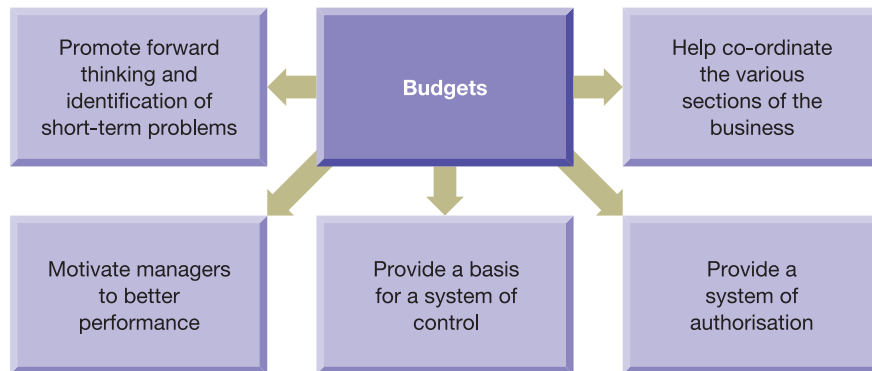 Promote forward
thinking and
identification of
short-term problems
Budgets
Help co-ordinate
the various
sections of the
business
Motivate managers
to better
performance
Provide a basis
for a system of
control
Provide a
system of
authorisation